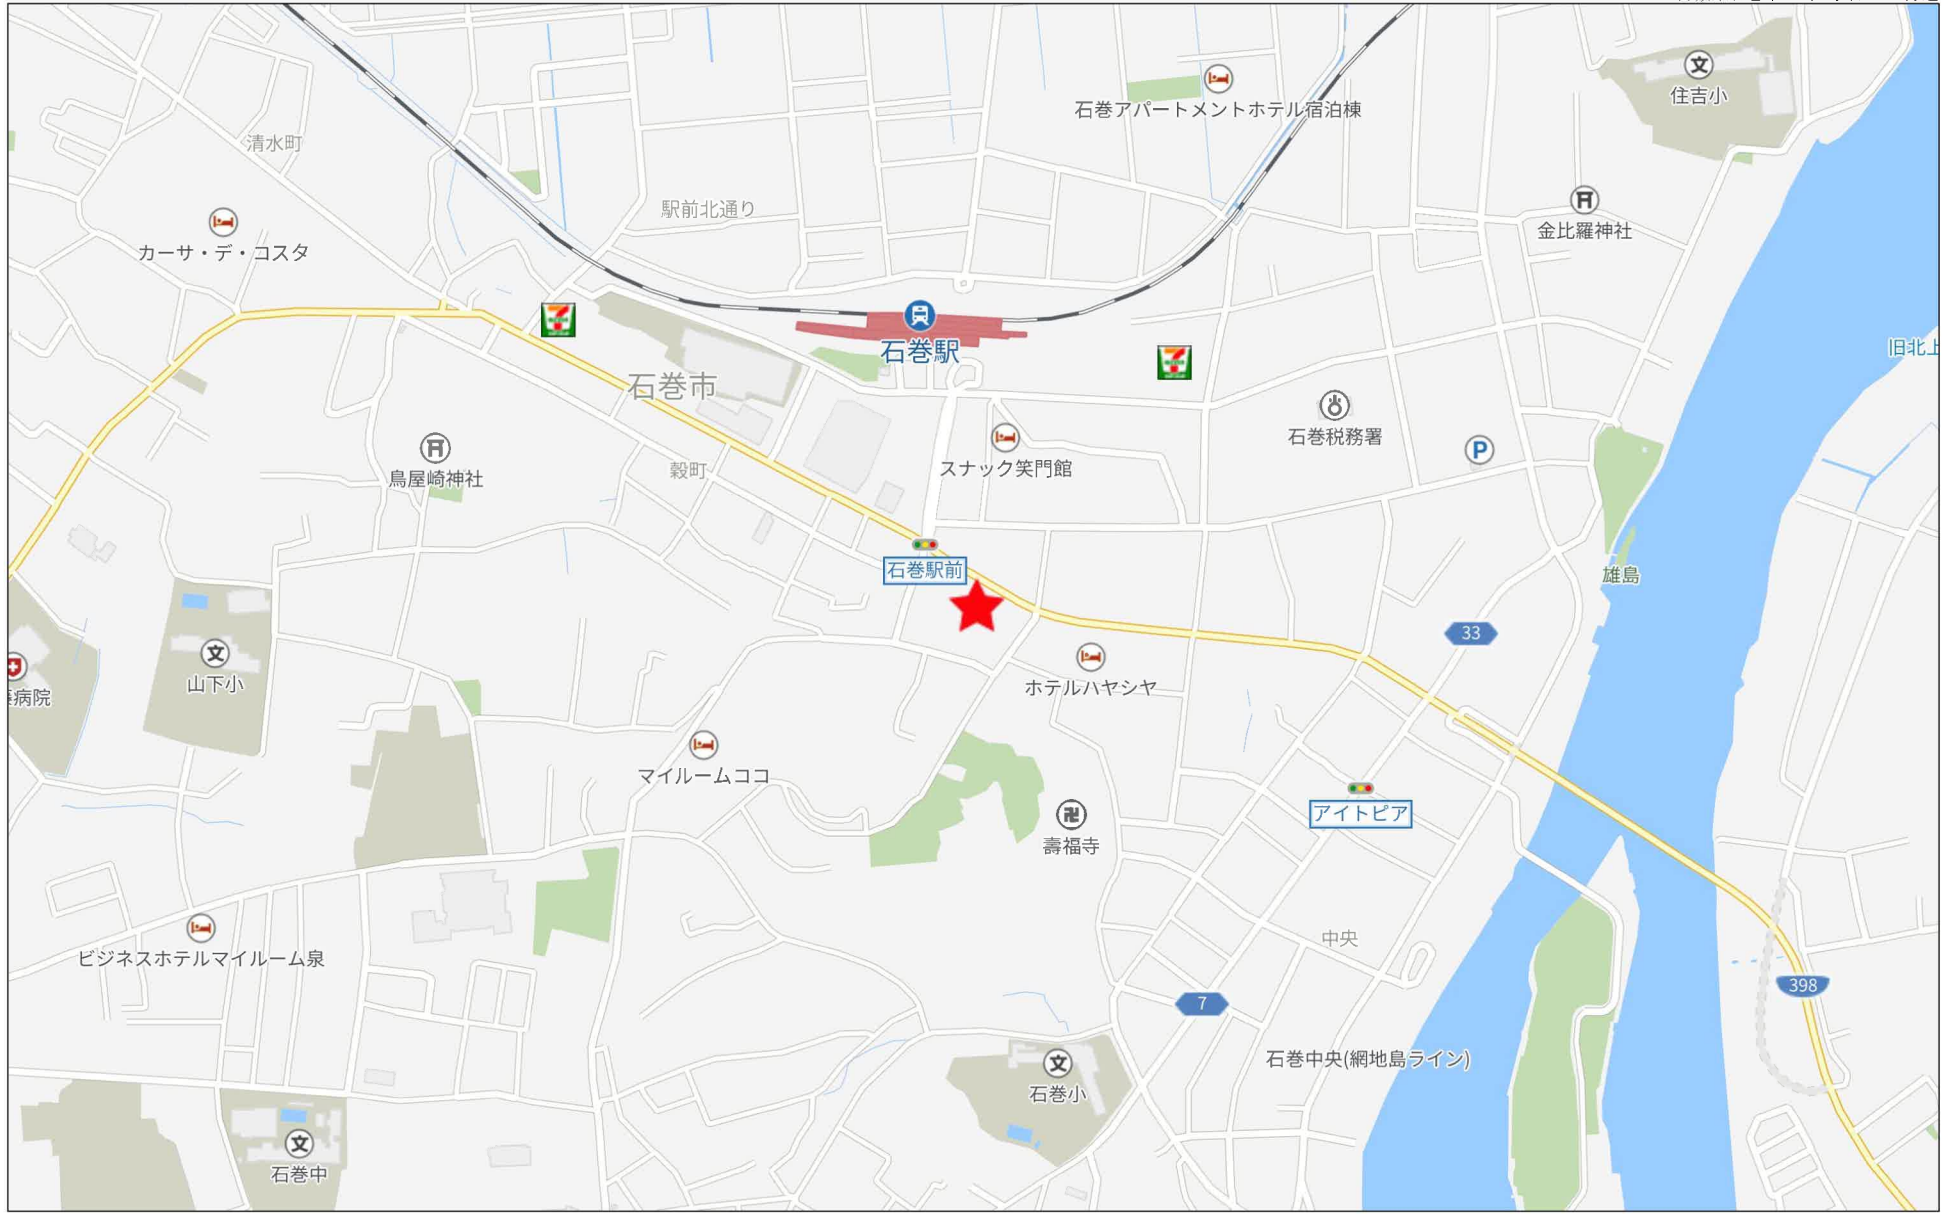 住吉小
石巻アパートメントホテル宿泊棟
清水町
駅前北通り
金比羅神社
カーサ・デ・コスタ
石巻駅
旧北上
石巻市
石巻税務署
P
スナック笑門館
穀町
鳥屋崎神社
石巻駅前
雄島
33
山下小
病院
ホテルハヤシヤ
マイルームココ
アイトピア
壽福寺
中央
ビジネスホテルマイルーム泉
398
7
石巻中央(網地島ライン)
石巻小
石巻中